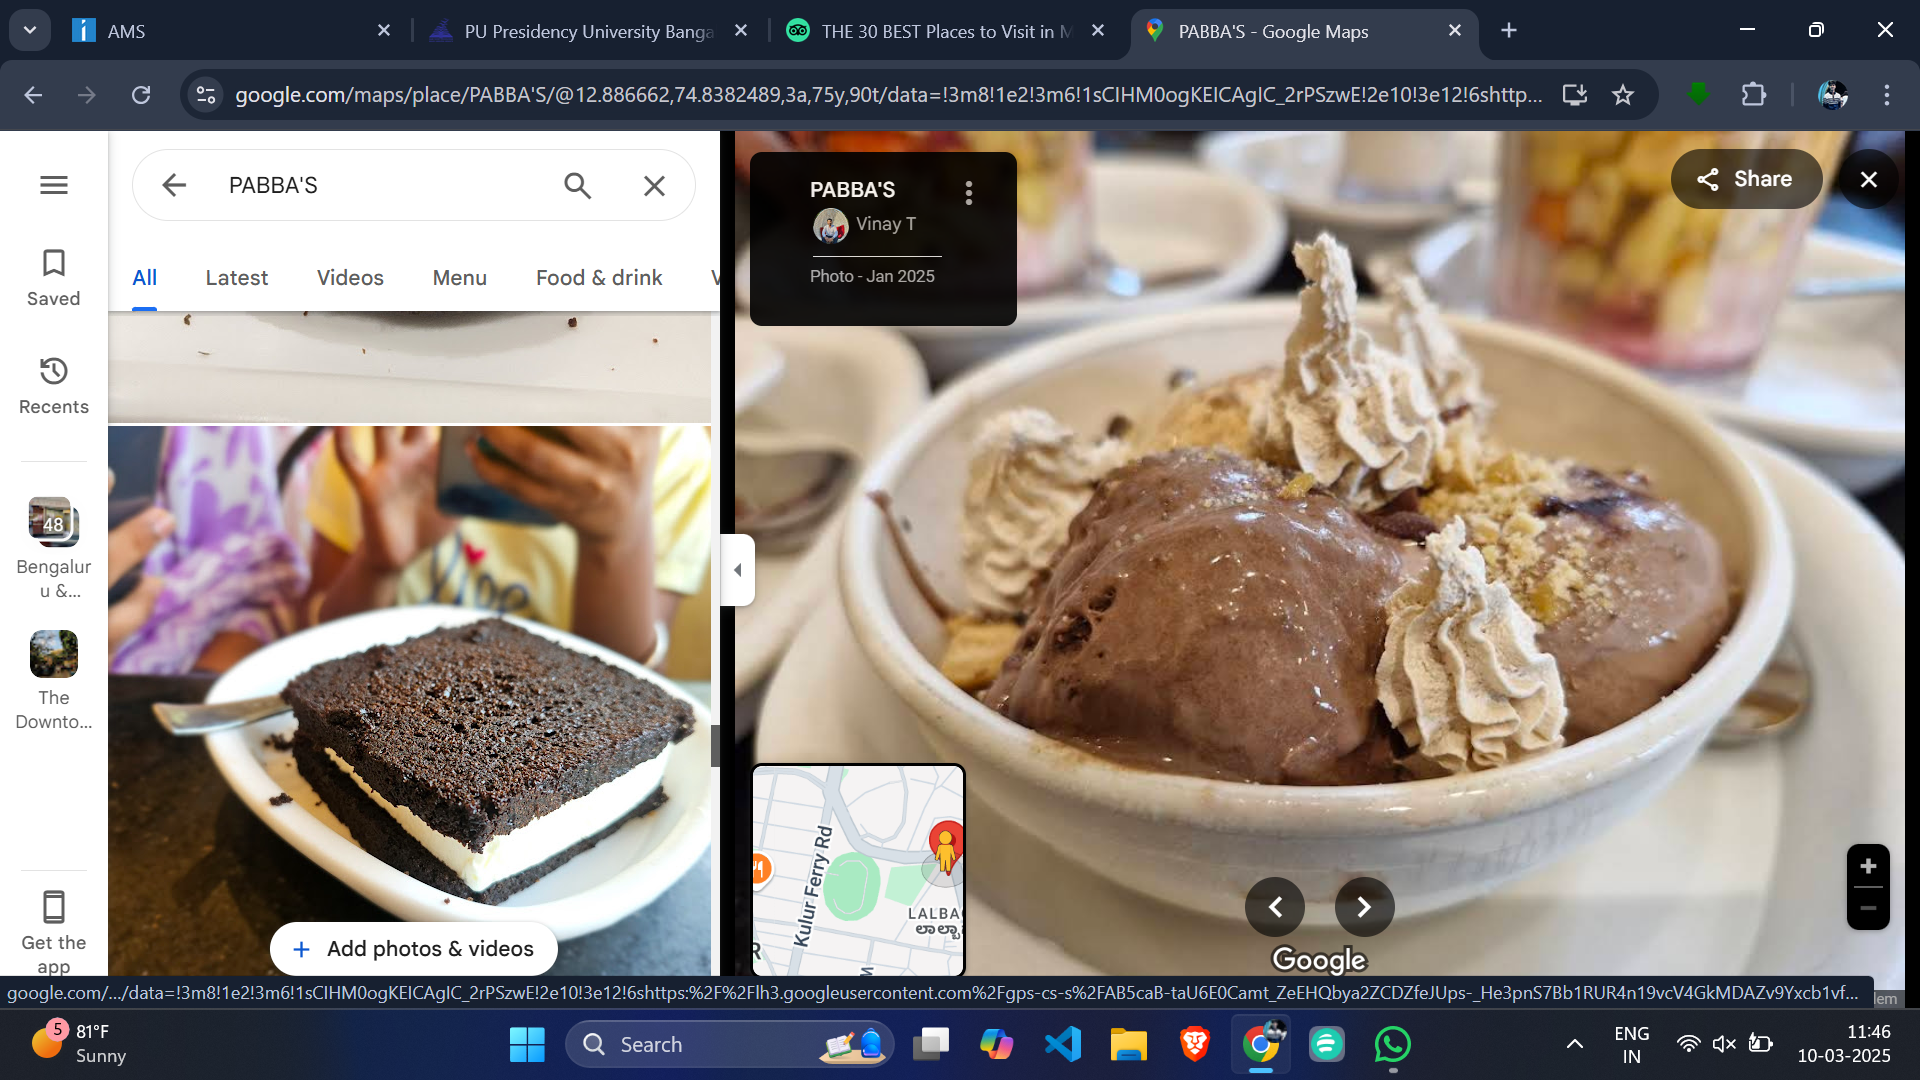 AMS
PU Presidency University Banga
THE 30 BEST Places to Visit in M
PABBA'S - Google Maps
google.com/maps/place/PABBA'S/@12.886662,74.8382489,3a,75y,90t/data=!3m8!1e2!3m6!1sCIHM0ogKEICAgIC_2rPSzwE!2e10!3e12!6shttp...
PABBA'S
All
Latest
Videos
Menu
Food & drink
Saved
Recents
48
Bengalur
u &...
The
Downto...
Get the
app
PABBA'S
Vinay T
Photo - Jan 2025
Share
Add photos & videos
Kulur Ferry Rd
LALBA
ಲಾಲ್ಬಾ
Google
google.com/.../data=!3m8!1e2!3m6!1sCIHM0ogKEICAgIC_2rPSzwE!2e10!3e12!6shttps:%2F%2Flh3.googleusercontent.com%2Fgps-cs-s%2FAB5caB-taU6E0Camt_ZeEHQbya2ZCDZfeJUps-_He3pnS7Bb1RUR4n19vcV4GkMDAZv9Yxcb1vf...
lem
5
81°F
Sunny
Search
ENG
IN
11:46
10-03-2025